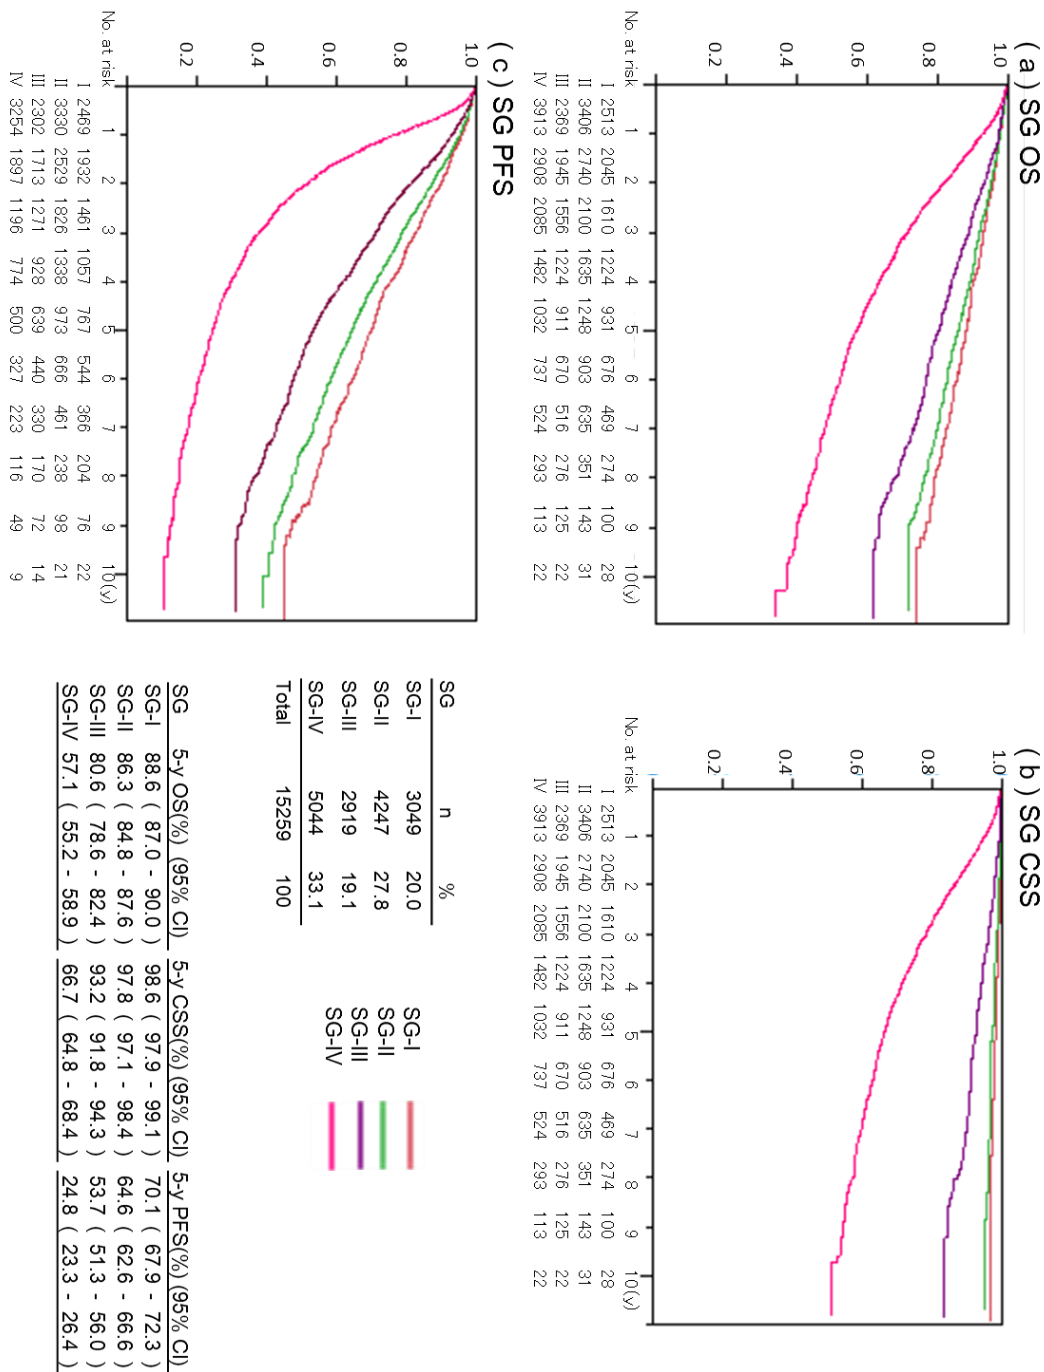 ( a ) SG OS
1.0
0.8
0.6
0.4
0.2
1 2 3 4 5 6 7 8 9 10(y)
No. at risk
I 2513 2045 1610 1224 931 676 469 274 100 28
II 3406 2740 2100 1635 1248 903 635 351 143 31
III 2369 1945 1556 1224 911 670 516 276 125 22
IV 3913 2908 2085 1482 1032 737 524 293 113 22
( b ) SG CSS
1.0
0.8
0.6
0.4
0.2
1 2 3 4 5 6 7 8 9 10(y)
No. at risk
I 2513 2045 1610 1224 931 676 469 274 100 28
II 3406 2740 2100 1635 1248 903 635 351 143 31
III 2369 1945 1556 1224 911 670 516 276 125 22
IV 3913 2908 2085 1482 1032 737 524 293 113 22
( c ) SG PFS
1.0
0.8
0.6
0.4
0.2
1 2 3 4 5 6 7 8 9 10(y)
No. at risk
I 2469 1932 1461 1057 767 544 366 204 76 22
II 3330 2529 1826 1338 973 666 461 238 98 21
III 2302 1713 1271 928 639 440 330 170 72 14
IV 3254 1897 1196 774 500 327 223 116 49 9
SG n %
SG-I 3049 20.0
SG-II 4247 27.8
SG-III 2919 19.1
SG-IV 5044 33.1
Total 15259 100
SG-I
SG-II
SG-III
SG-IV
SG 5-y OS(%) (95% CI) 5-y CSS(%) (95% CI) 5-y PFS(%) (95% CI)
SG-I 88.6 ( 87.0 - 90.0 ) 98.6 ( 97.9 - 99.1 ) 70.1 ( 67.9 - 72.3 )
SG-II 86.3 ( 84.8 - 87.6 ) 97.8 ( 97.1 - 98.4 ) 64.6 ( 62.6 - 66.6 )
SG-III 80.6 ( 78.6 - 82.4 ) 93.2 ( 91.8 - 94.3 ) 53.7 ( 51.3 - 56.0 )
SG-IV 57.1 ( 55.2 - 58.9 ) 66.7 ( 64.8 - 68.4 ) 24.8 ( 23.3 - 26.4 )